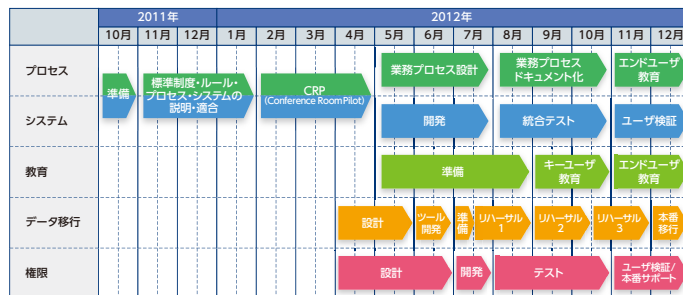 2011年
2012年
10月
11月
12月
1月
2月
3月
4月
5月
6月
7月
8月
9月
10月
11月
12月
プロセス
システム
準備
標準制度・ルール・
プロセス・システムの
説明・適合
CRP
(Conference Room Pilot)
業務プロセス設計
業務プロセス
ドキュメント化
エンドユーザ
教育
開発
統合テスト
ユーザ検証
教育
準備
キーユーザ
教育
エンドユーザ
教育
データ移行
設計
ツール
開発
準
備
リハーサル
1
リハーサル
2
リハーサル
3
本番
移行
権限
設計
開発
テスト
ユーザ検証/
本番サポート